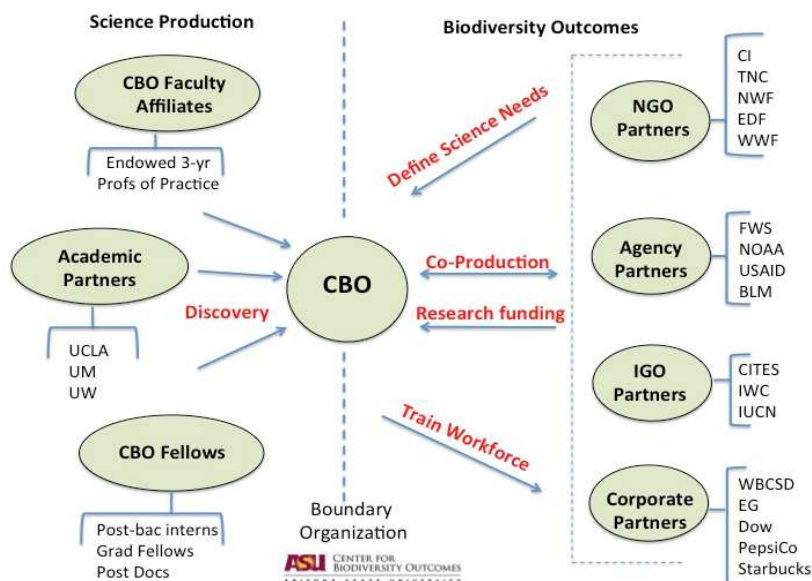 Science Production
Biodiversity Outcomes
CBO Faculty
Affiliates
Endowed 3-yr
Profs of Practice
Academic
Partners
UCLA
UM
UW
CBO Fellows
Post-bac interns
Grad Fellows
Post Docs
Discovery
CBO
Boundary
Organization
ASU CENTER FOR
BIODIVERSITY OUTCOMES
ARIZONA STATE UNIVERSITY
Define Science Needs
Co-Production
Research funding
Train Workforce
NGO
Partners
CI
TNC
NWF
EDF
WWF
Agency
Partners
FWS
NOAA
USAID
BLM
IGO
Partners
CITES
IWC
IUCN
Corporate
Partners
WBCSD
EG
Dow
PepsiCo
Starbucks